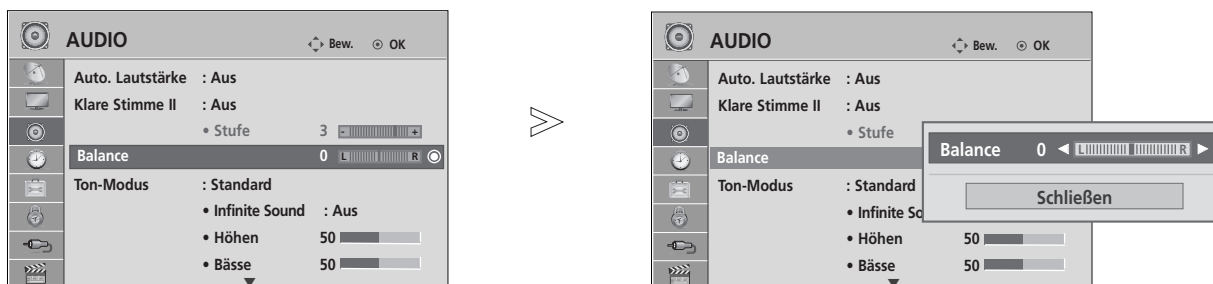 AUDIO Bew. OK
Auto. Lautstärke : Aus
Klare Stimme II : Aus
• Stufe 3 - +
Balance 0 L R
Ton-Modus : Standard
• Infinite Sound : Aus
• Höhen 50
• Bässe 50
AUDIO Bew. OK
Auto. Lautstärke : Aus
Klare Stimme II : Aus
• Stufe
Balance
Ton-Modus : Standard
• Infinite So
• Höhen 50
• Bässe 50
Balance 0 L R
Schließen